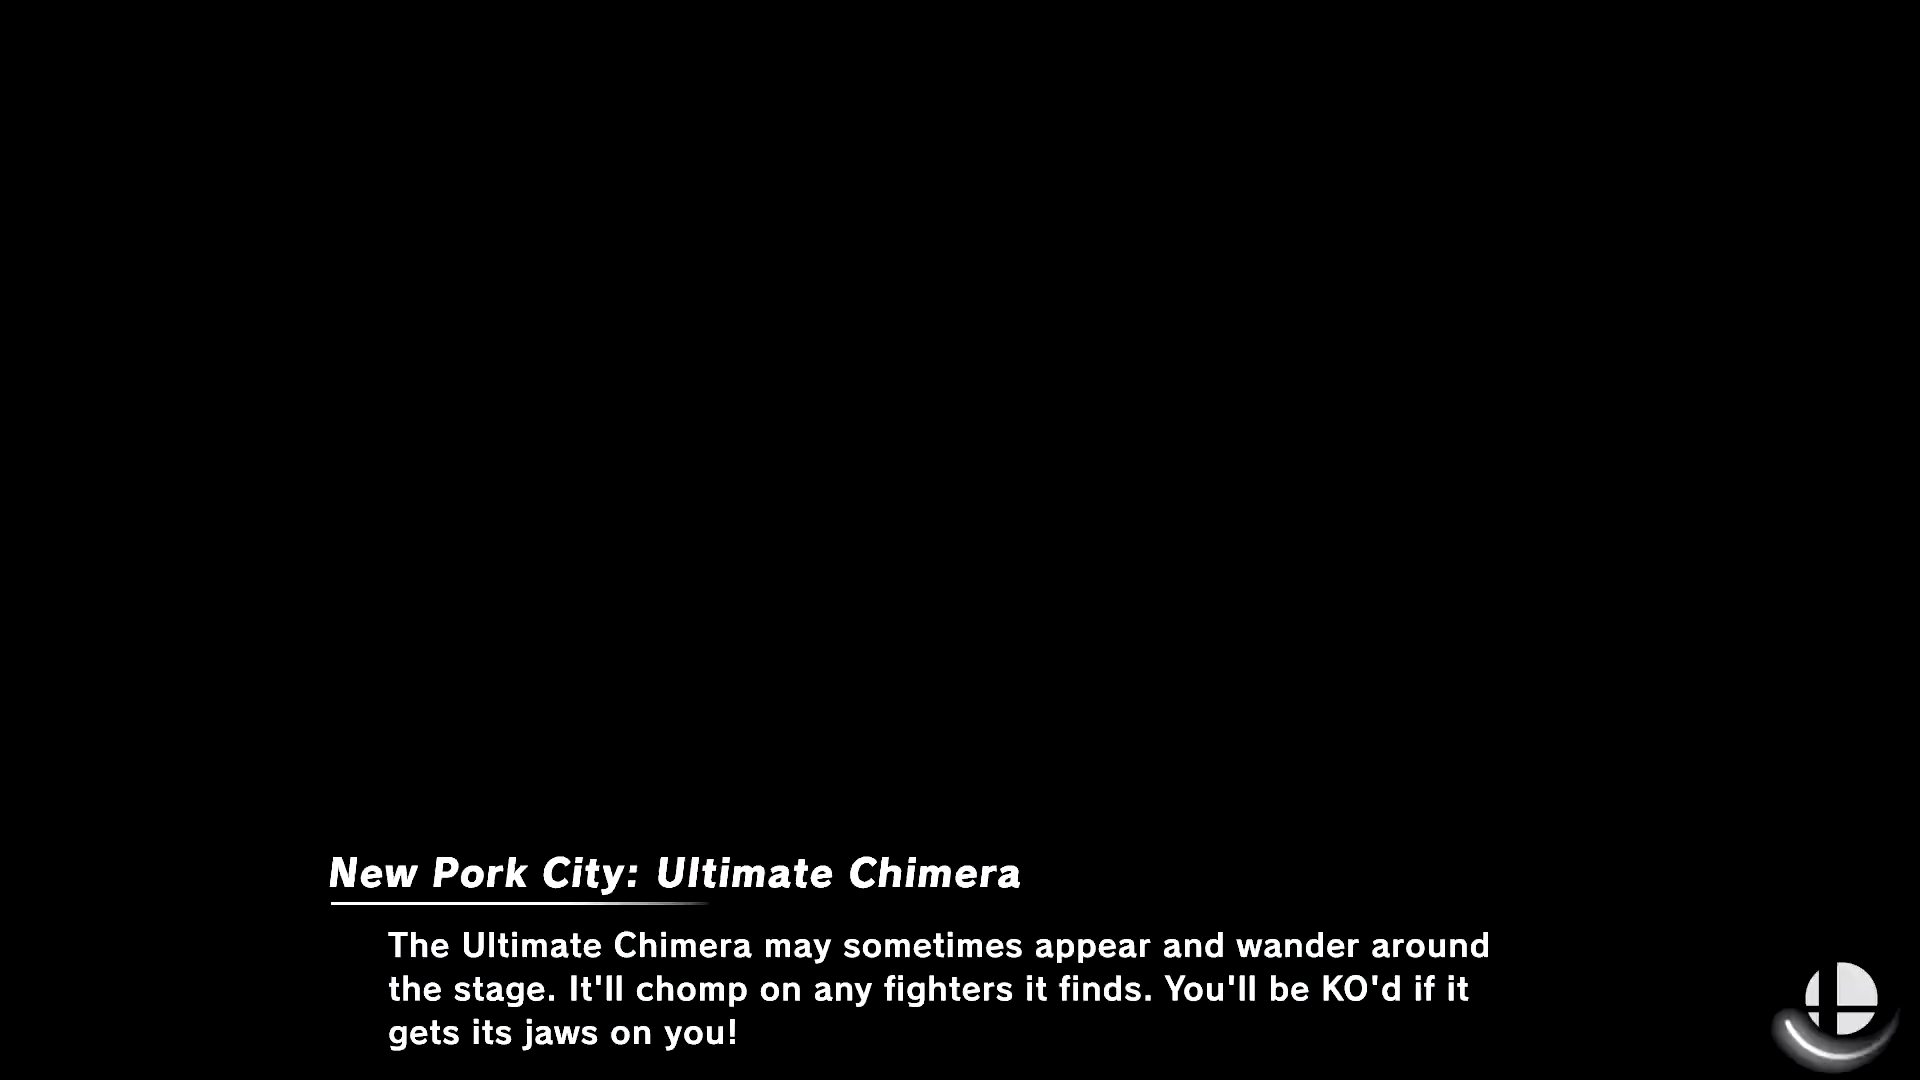 New Pork City: Ultimate Chimera
The Ultimate Chimera may sometimes appear and wander around
the stage. It'll chomp on any fighters it finds. You'll be KO'd if it
gets its jaws on you!